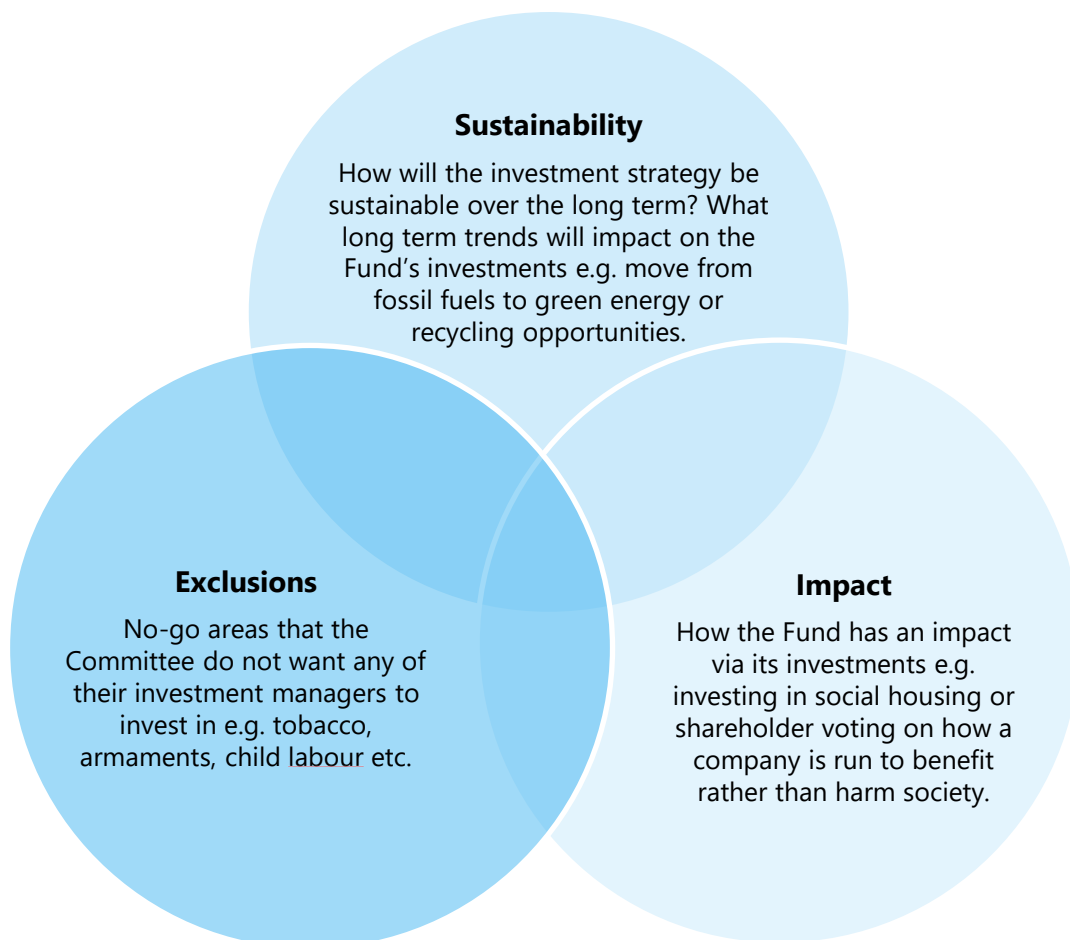 Sustainability
How will the investment strategy be
sustainable over the long term? What
long term trends will impact on the
Fund's investments e.g. move from
fossil fuels to green energy or
recycling opportunities.
Exclusions
No-go areas that the
Committee do not want any of
their investment managers to
invest in e.g. tobacco,
armaments, child labour etc.
Impact
How the Fund has an impact
via its investments e.g.
investing in social housing or
shareholder voting on how a
company is run to benefit
rather than harm society.